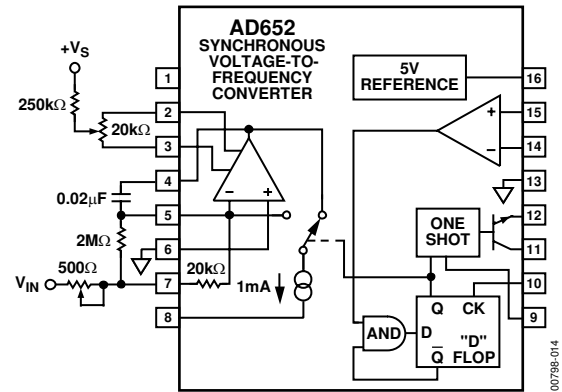 AD652
SYNCHRONOUS
VOLTAGE-TO-
FREQUENCY
CONVERTER
5V
REFERENCE
+VS
250kΩ
20kΩ
0.02μF
2MΩ
500Ω
VIN
1
2
3
4
5
6
7
8
16
15
14
13
12
11
10
9
+
–
–
+
20kΩ
1mA
ONE
SHOT
AND
Q
CK
D
"D"
Q̅
FLOP
00798-014